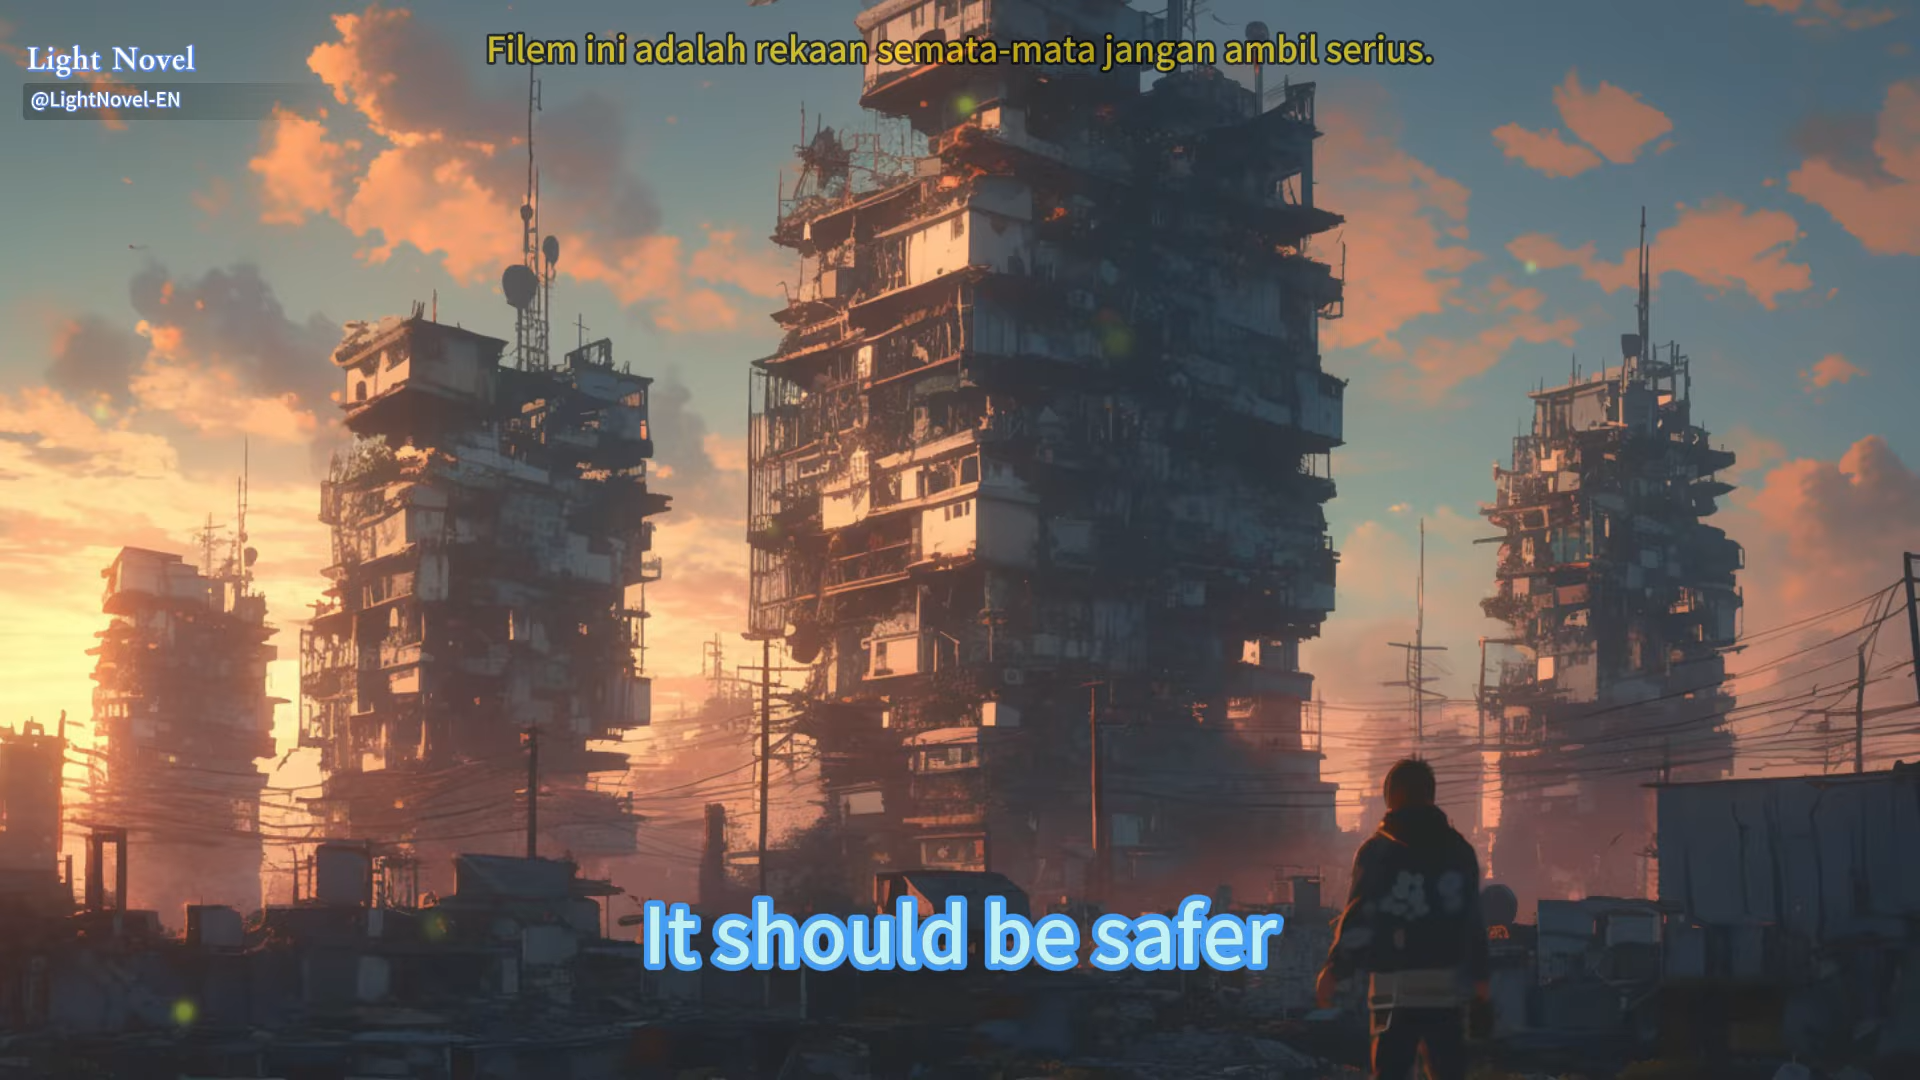 Light Novel
@LightNovel-EN
Filem ini adalah rekaan semata-mata jangan ambil serius.
It should be safer